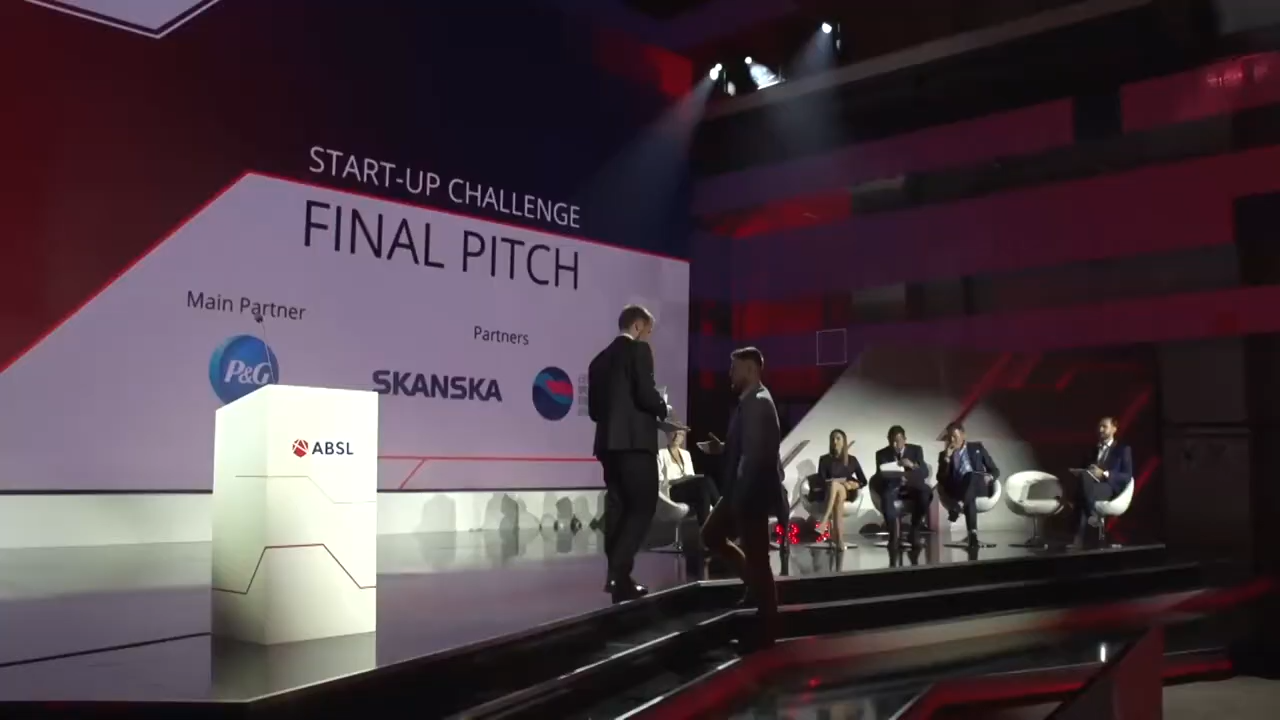 START-UP CHALLENGE
FINAL PITCH
Main Partner
Partners
P&G
SKANSKA
ABSL